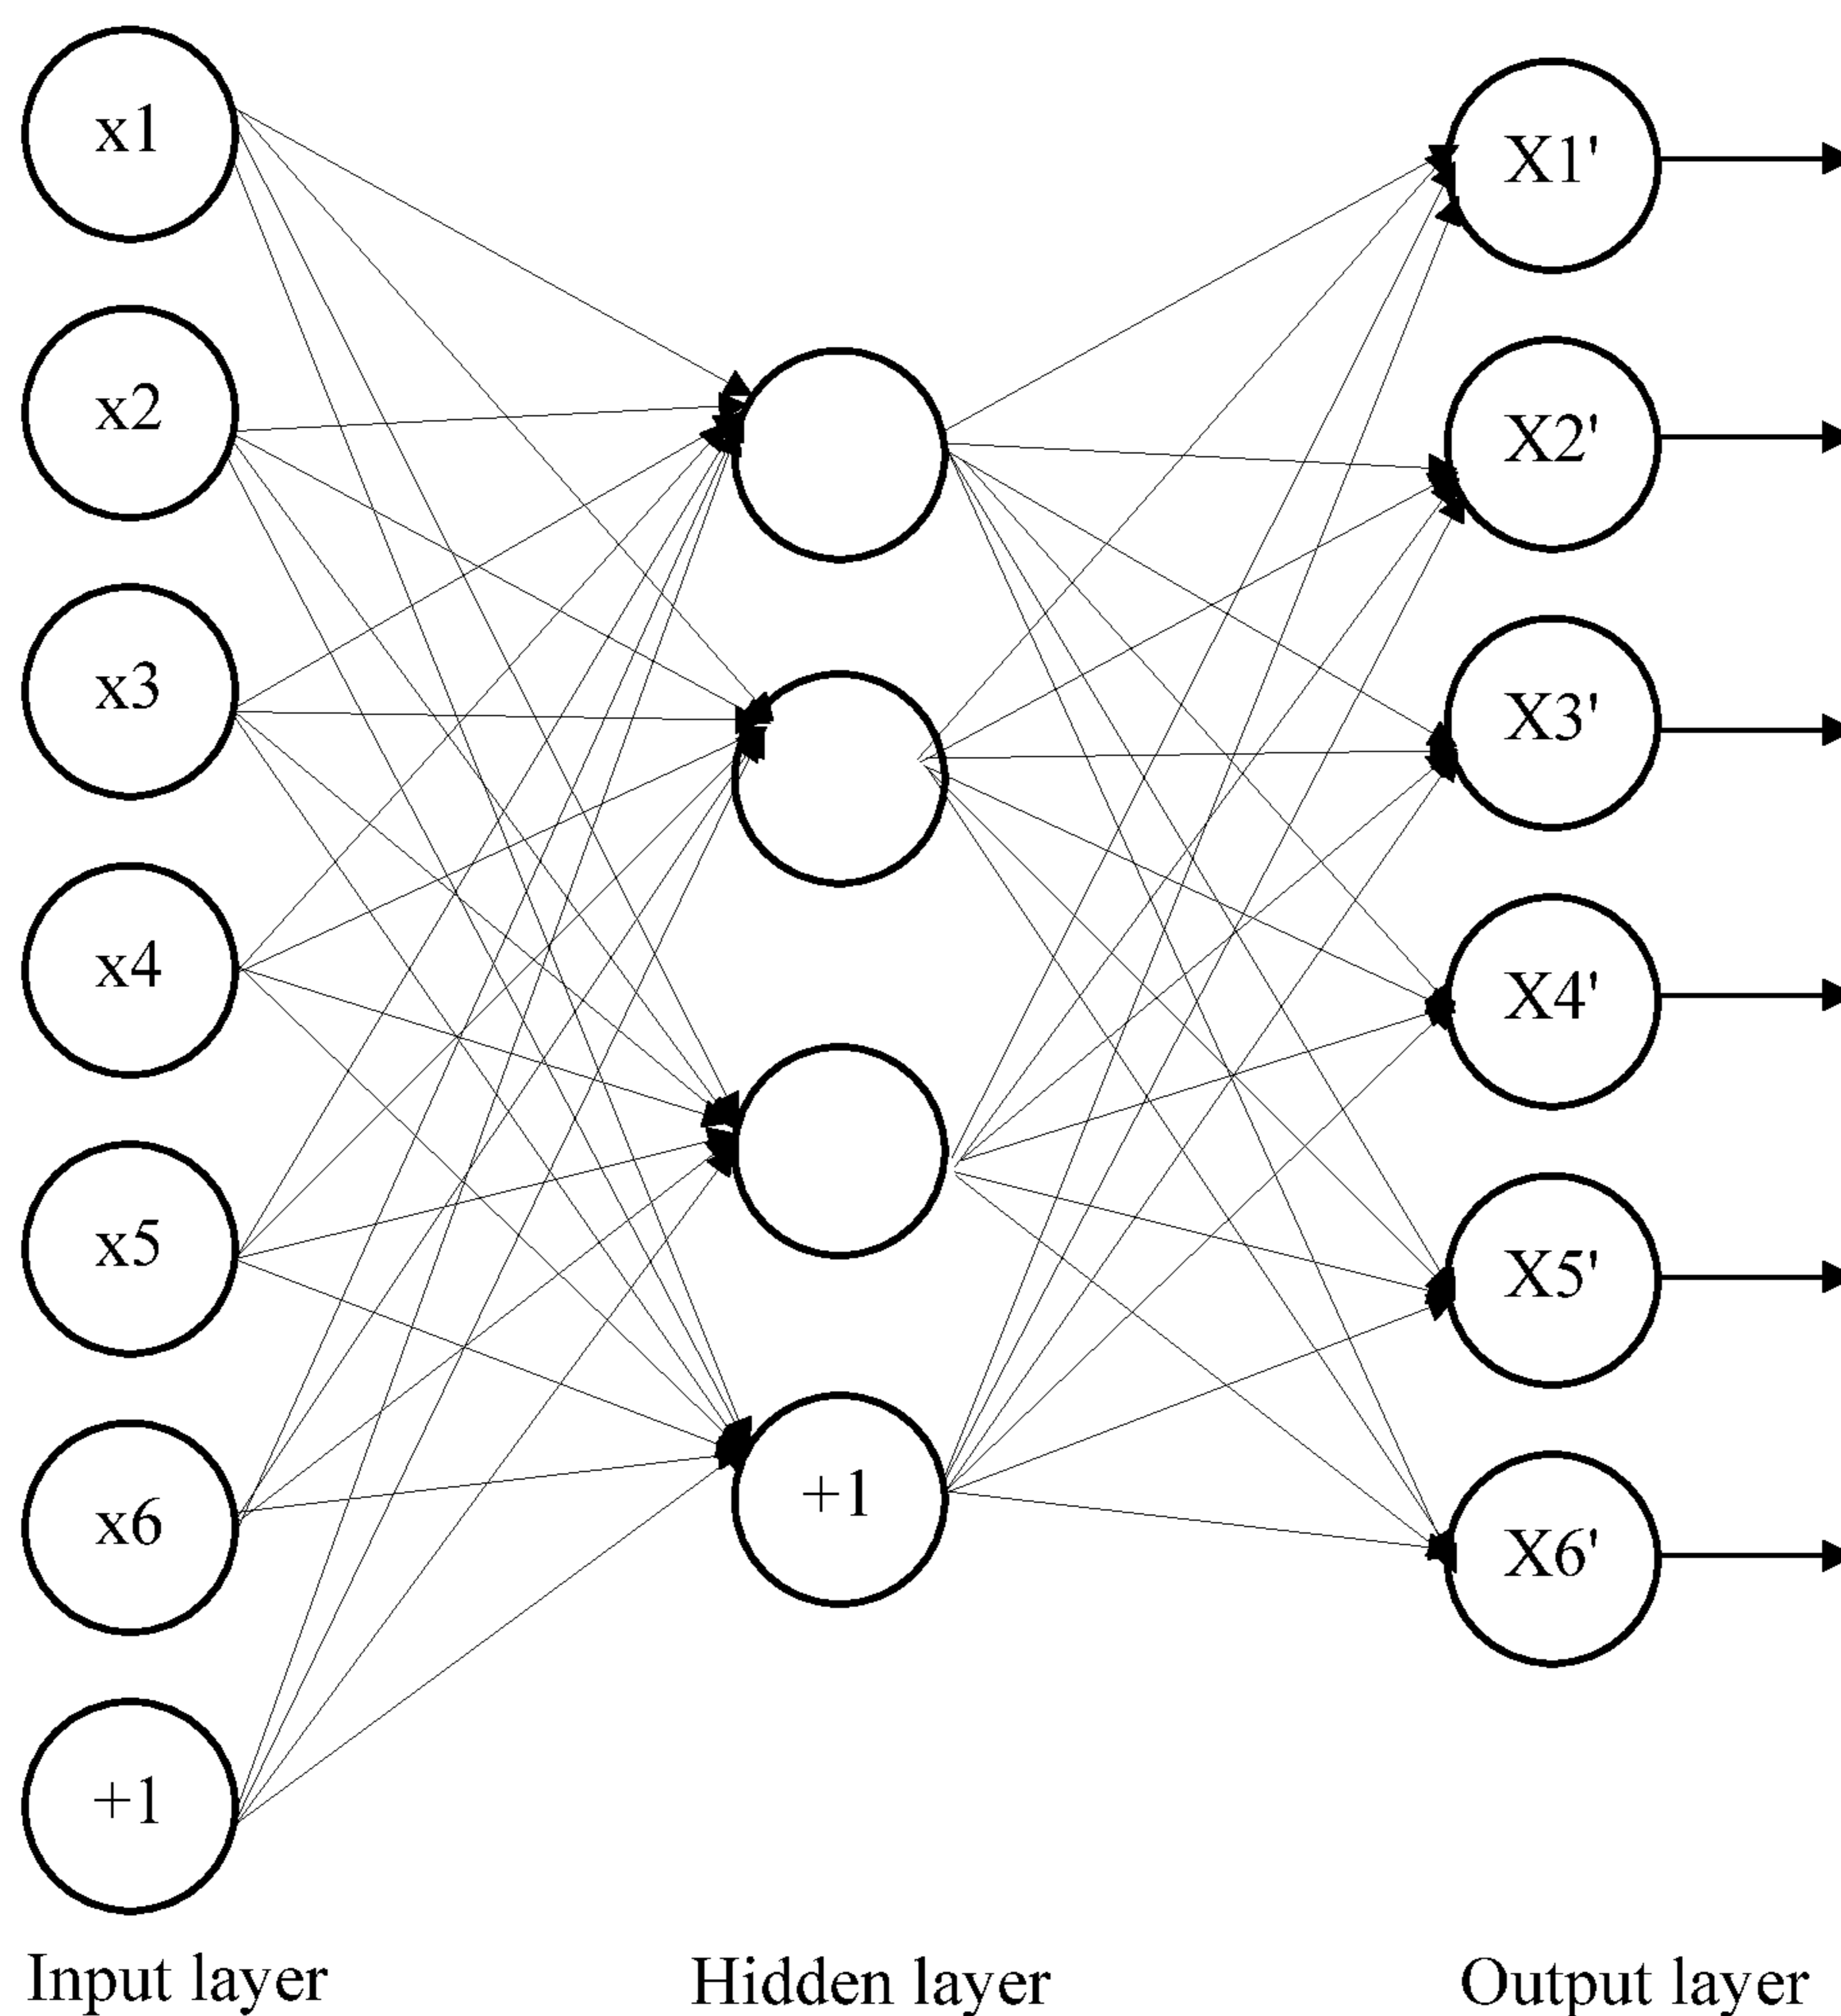 x1
x2
x3
x4
x5
x6
+1
+1
X1'
X2'
X3'
X4'
X5'
X6'
Input layer
Hidden layer
Output layer